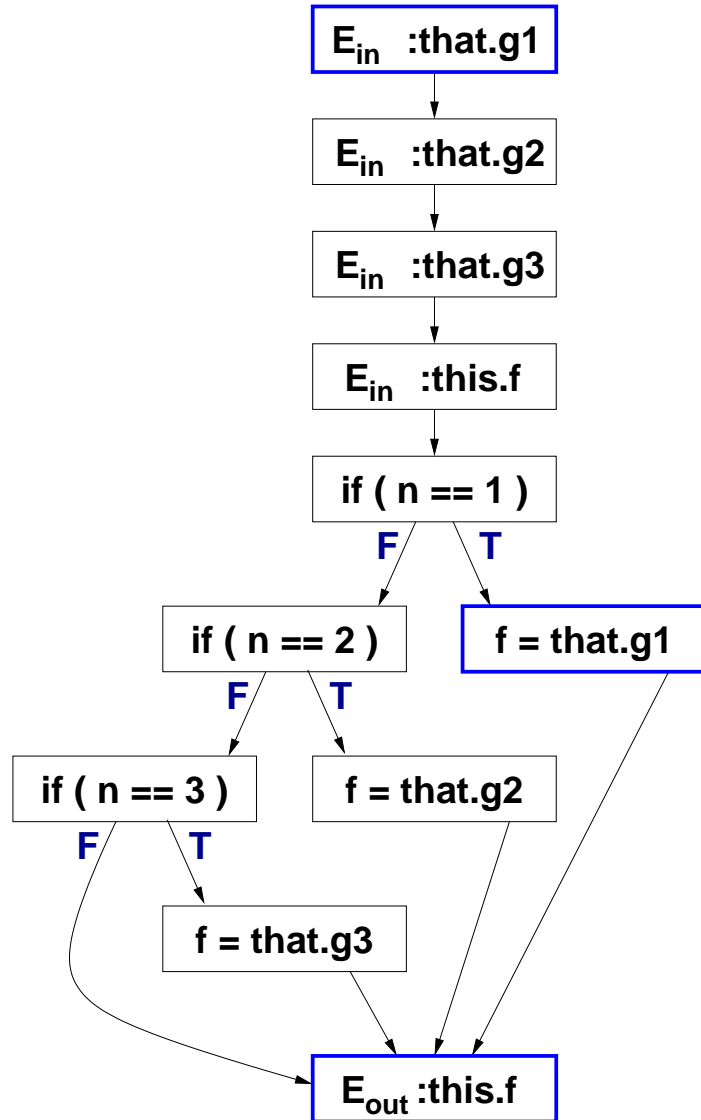 E_in :that.g1
E_in :that.g2
E_in :that.g3
E_in :this.f
if ( n == 1 )
F T
if ( n == 2 )
f = that.g1
F T
if ( n == 3 )
f = that.g2
F T
f = that.g3
E_out :this.f